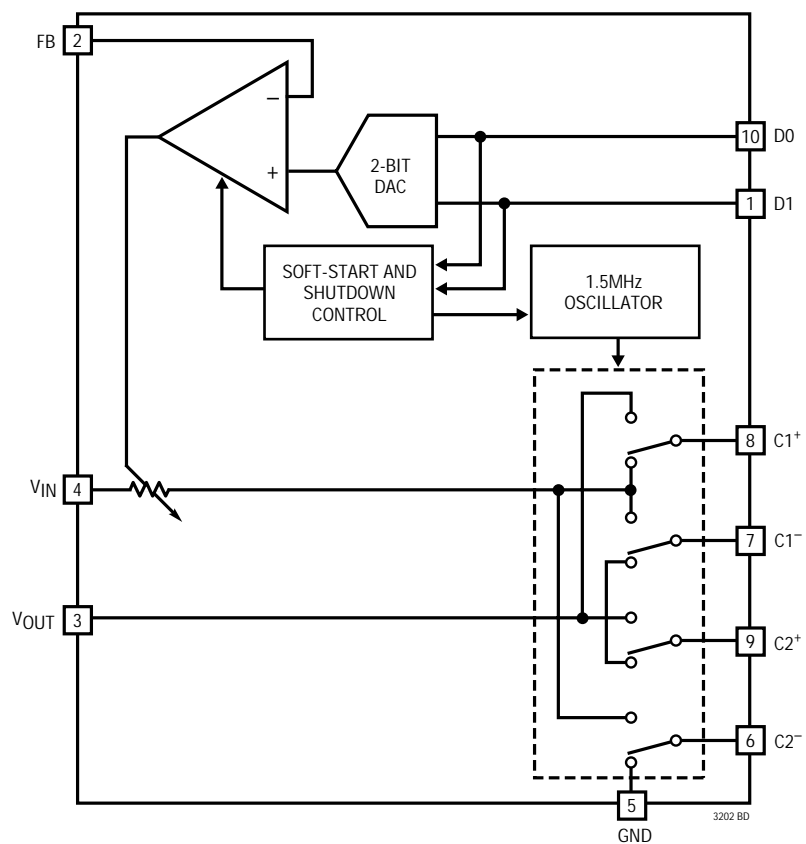 FB 2
−
+
2-BIT
DAC
10 D0
1 D1
SOFT-START AND
SHUTDOWN
CONTROL
1.5MHz
OSCILLATOR
8 C1+
VIN 4
7 C1−
VOUT 3
9 C2+
6 C2−
5
GND
3202 BD